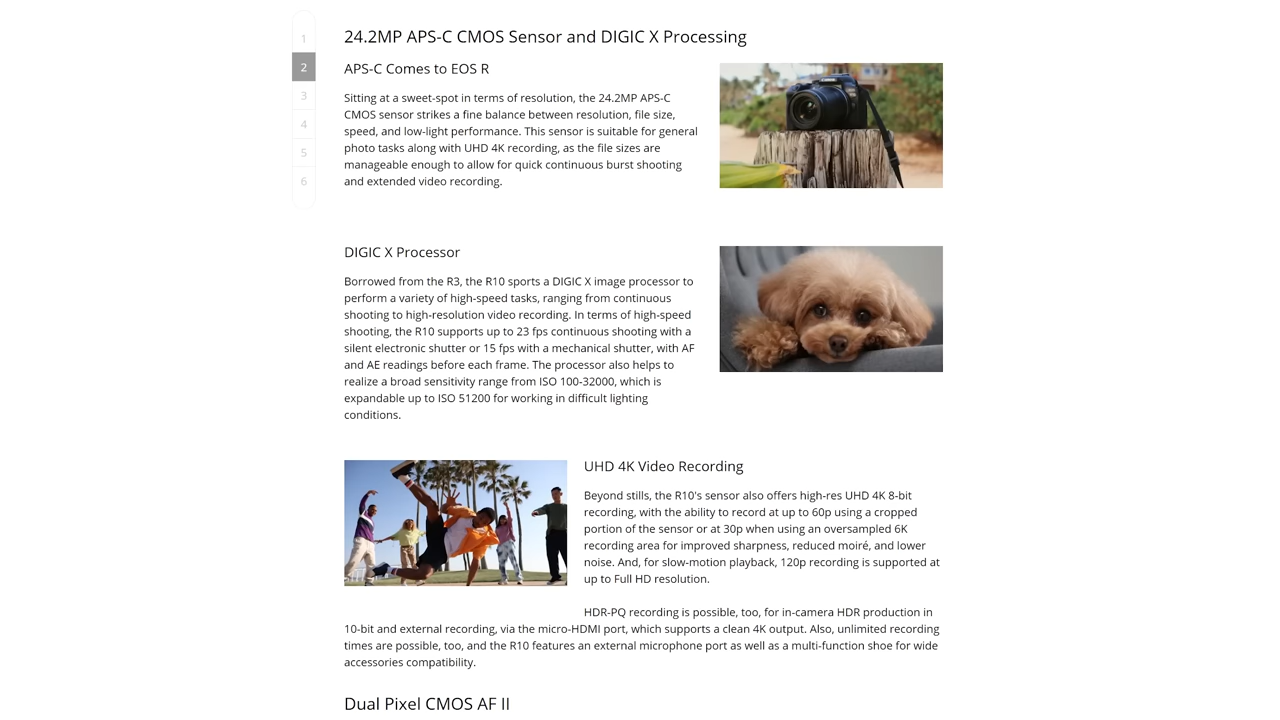 1
2
3
4
5
6
24.2MP APS-C CMOS Sensor and DIGIC X Processing
APS-C Comes to EOS R
Sitting at a sweet-spot in terms of resolution, the 24.2MP APS-C
CMOS sensor strikes a fine balance between resolution, file size,
speed, and low-light performance. This sensor is suitable for general
photo tasks along with UHD 4K recording, as the file sizes are
manageable enough to allow for quick continuous burst shooting
and extended video recording.
DIGIC X Processor
Borrowed from the R3, the R10 sports a DIGIC X image processor to
perform a variety of high-speed tasks, ranging from continuous
shooting to high-resolution video recording. In terms of high-speed
shooting, the R10 supports up to 23 fps continuous shooting with a
silent electronic shutter or 15 fps with a mechanical shutter, with AF
and AE readings before each frame. The processor also helps to
realize a broad sensitivity range from ISO 100-32000, which is
expandable up to ISO 51200 for working in difficult lighting
conditions.
UHD 4K Video Recording
Beyond stills, the R10's sensor also offers high-res UHD 4K 8-bit
recording, with the ability to record at up to 60p using a cropped
portion of the sensor or at 30p when using an oversampled 6K
recording area for improved sharpness, reduced moiré, and lower
noise. And, for slow-motion playback, 120p recording is supported at
up to Full HD resolution.
HDR-PQ recording is possible, too, for in-camera HDR production in
10-bit and external recording, via the micro-HDMI port, which supports a clean 4K output. Also, unlimited recording
times are possible, too, and the R10 features an external microphone port as well as a multi-function shoe for wide
accessories compatibility.
Dual Pixel CMOS AF II